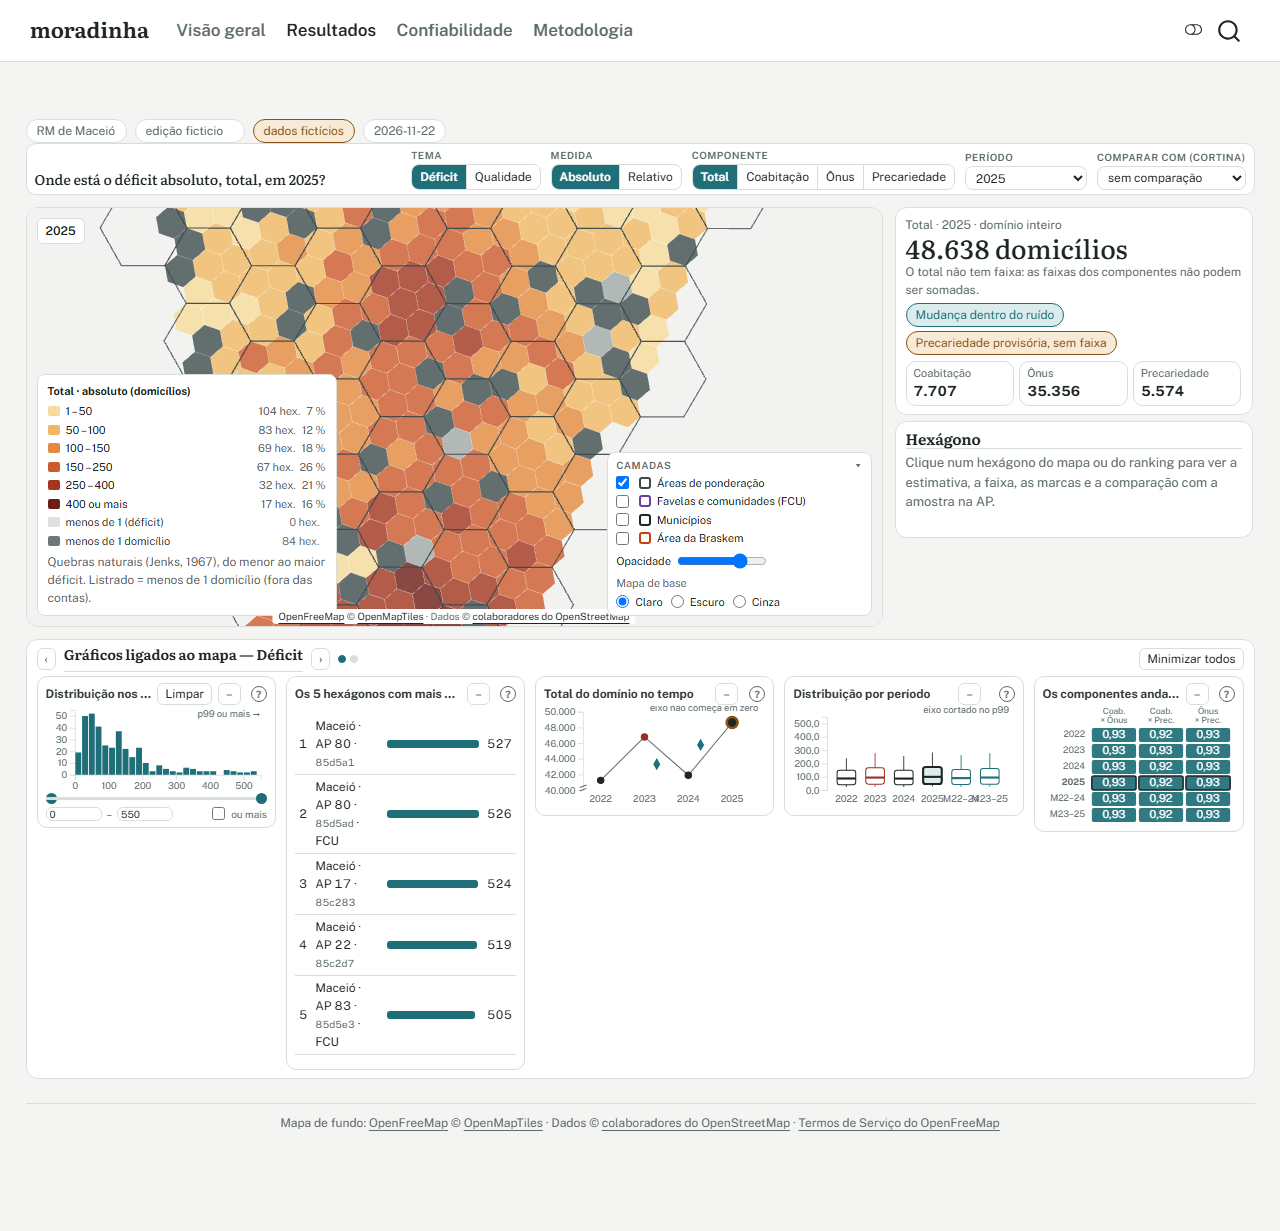 moradinha Visão geral Resultados Confiabilidade Metodologia
RM de Maceió edição ficticio dados fictícios 2026-11-22
Onde está o déficit absoluto, total, em 2025?
TEMA
Déficit Qualidade
MEDIDA
Absoluto Relativo
COMPONENTE
Total Coabitação Ônus Precariedade
PERÍODO
2025
COMPARAR COM (CORTINA)
sem comparação
2025
Total · absoluto (domicílios)
1–50 104 hex. 7 %
50–100 83 hex. 12 %
100–150 69 hex. 18 %
150–250 67 hex. 26 %
250–400 32 hex. 21 %
400 ou mais 17 hex. 16 %
menos de 1 (déficit) 0 hex.
menos de 1 domicílio 84 hex.
Quebras naturais (Jenks, 1967), do menor ao maior
déficit. Listrado = menos de 1 domicílio (fora das
contas).
CAMADAS
Áreas de ponderação
Favelas e comunidades (FCU)
Municípios
Área da Braskem
Opacidade
Mapa de base
Claro Escuro Cinza
OpenFreeMap © OpenMapTiles · Dados © colaboradores do OpenStreetMap
Total · 2025 · domínio inteiro
48.638 domicílios
O total não tem faixa: as faixas dos componentes não podem
ser somadas.
Mudança dentro do ruído
Precariedade provisória, sem faixa
Coabitação
7.707
Ônus
35.356
Precariedade
5.574
Hexágono
Clique num hexágono do mapa ou do ranking para ver a
estimativa, a faixa, as marcas e a comparação com a
amostra na AP.
‹ Gráficos ligados ao mapa — Déficit › Minimizar todos
Distribuição nos ... Limpar – ?
p99 ou mais →
50
40
30
20
10
0
0 100 200 300 400 500
0 – 550 ou mais
Os 5 hexágonos com mais ... – ?
1 Maceió ·
AP 80 · 527
85d5a1
Maceió ·
2 AP 80 · 526
85d5ad ·
FCU
Maceió ·
3 AP 17 · 524
85c283
Maceió ·
4 AP 22 · 519
85c2d7
Maceió ·
AP 83 ·
5 85d5e3 · 505
FCU
Total do domínio no tempo – ?
eixo não começa em zero
50.000
48.000
46.000
44.000
42.000
40.000
2022 2023 2024 2025
Distribuição por período – ?
eixo cortado no p99
500,0
400,0
300,0
200,0
100,0
0,0
2022 2023 2024 2025 M22–24 M23–25
Os componentes anda... – ?
Coab. × Ônus Coab. × Prec. Ônus × Prec.
2022 0,93 0,92 0,93
2023 0,93 0,92 0,93
2024 0,93 0,92 0,93
2025 0,93 0,92 0,93
M22–24 0,93 0,92 0,93
M23–25 0,93 0,92 0,93
Mapa de fundo: OpenFreeMap © OpenMapTiles · Dados © colaboradores do OpenStreetMap · Termos de Serviço do OpenFreeMap